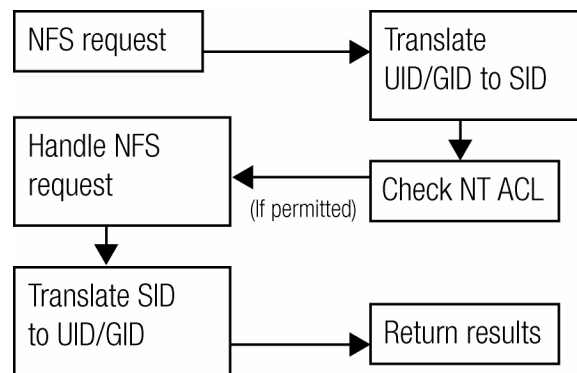 NFS request
Translate
UID/GID to SID
Handle NFS
request
Check NT ACL
(If permitted)
Translate SID
to UID/GID
Return results